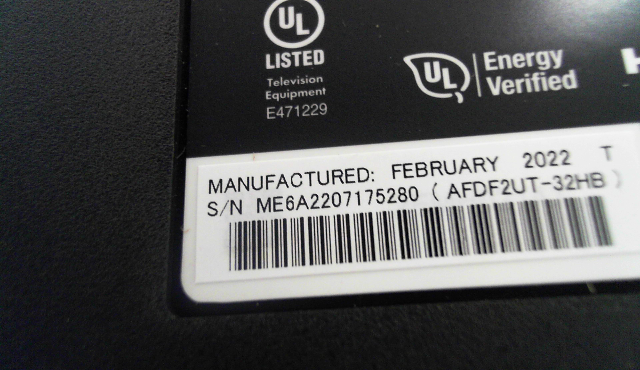 UL
LISTED
Television
Equipment
E471229
UL
Energy
Verified
MANUFACTURED: FEBRUARY 2022 T
S/N ME6A2207175280 ( AFDF2UT-32HB )